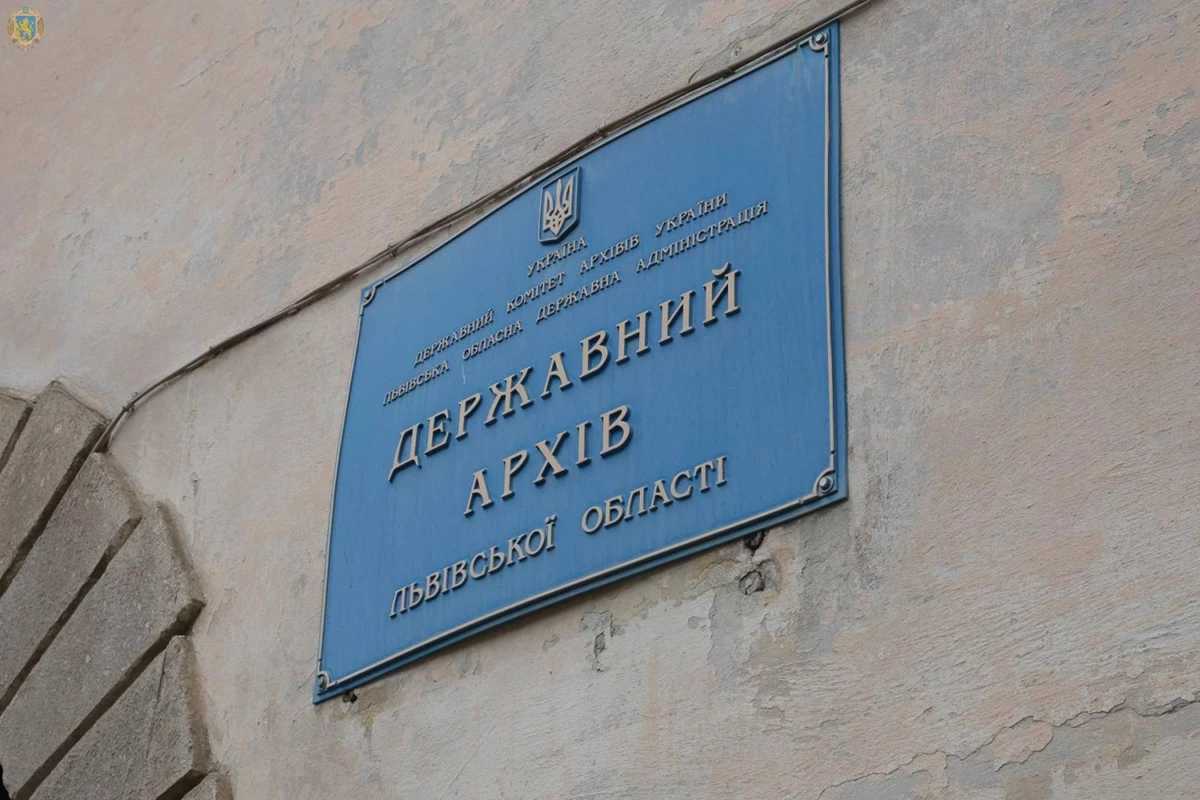 УКРАЇНА
ДЕРЖАВНИЙ КОМІТЕТ АРХІВІВ УКРАЇНИ
ЛЬВІВСЬКА ОБЛАСНА ДЕРЖАВНА АДМІНІСТРАЦІЯ
ДЕРЖАВНИЙ
АРХІВ
ЛЬВІВСЬКОЇ ОБЛАСТІ